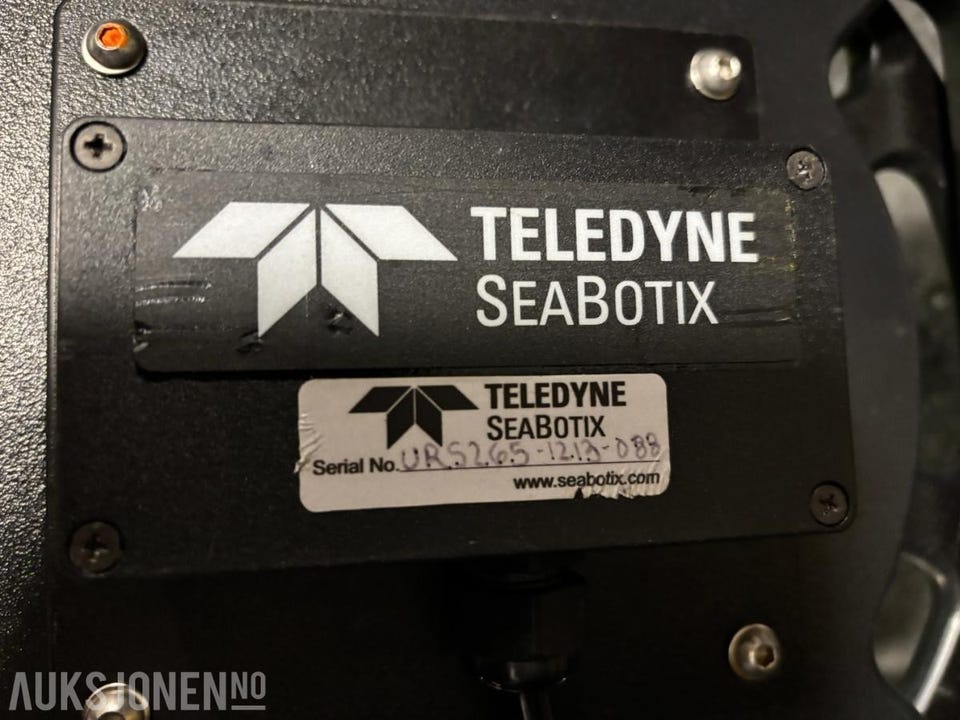 TELEDYNE
SEABOTIX
TELEDYNE
SEABOTIX
Serial No. URS265-1213-088
www.seabotix.com
AUKSJONEN.NO